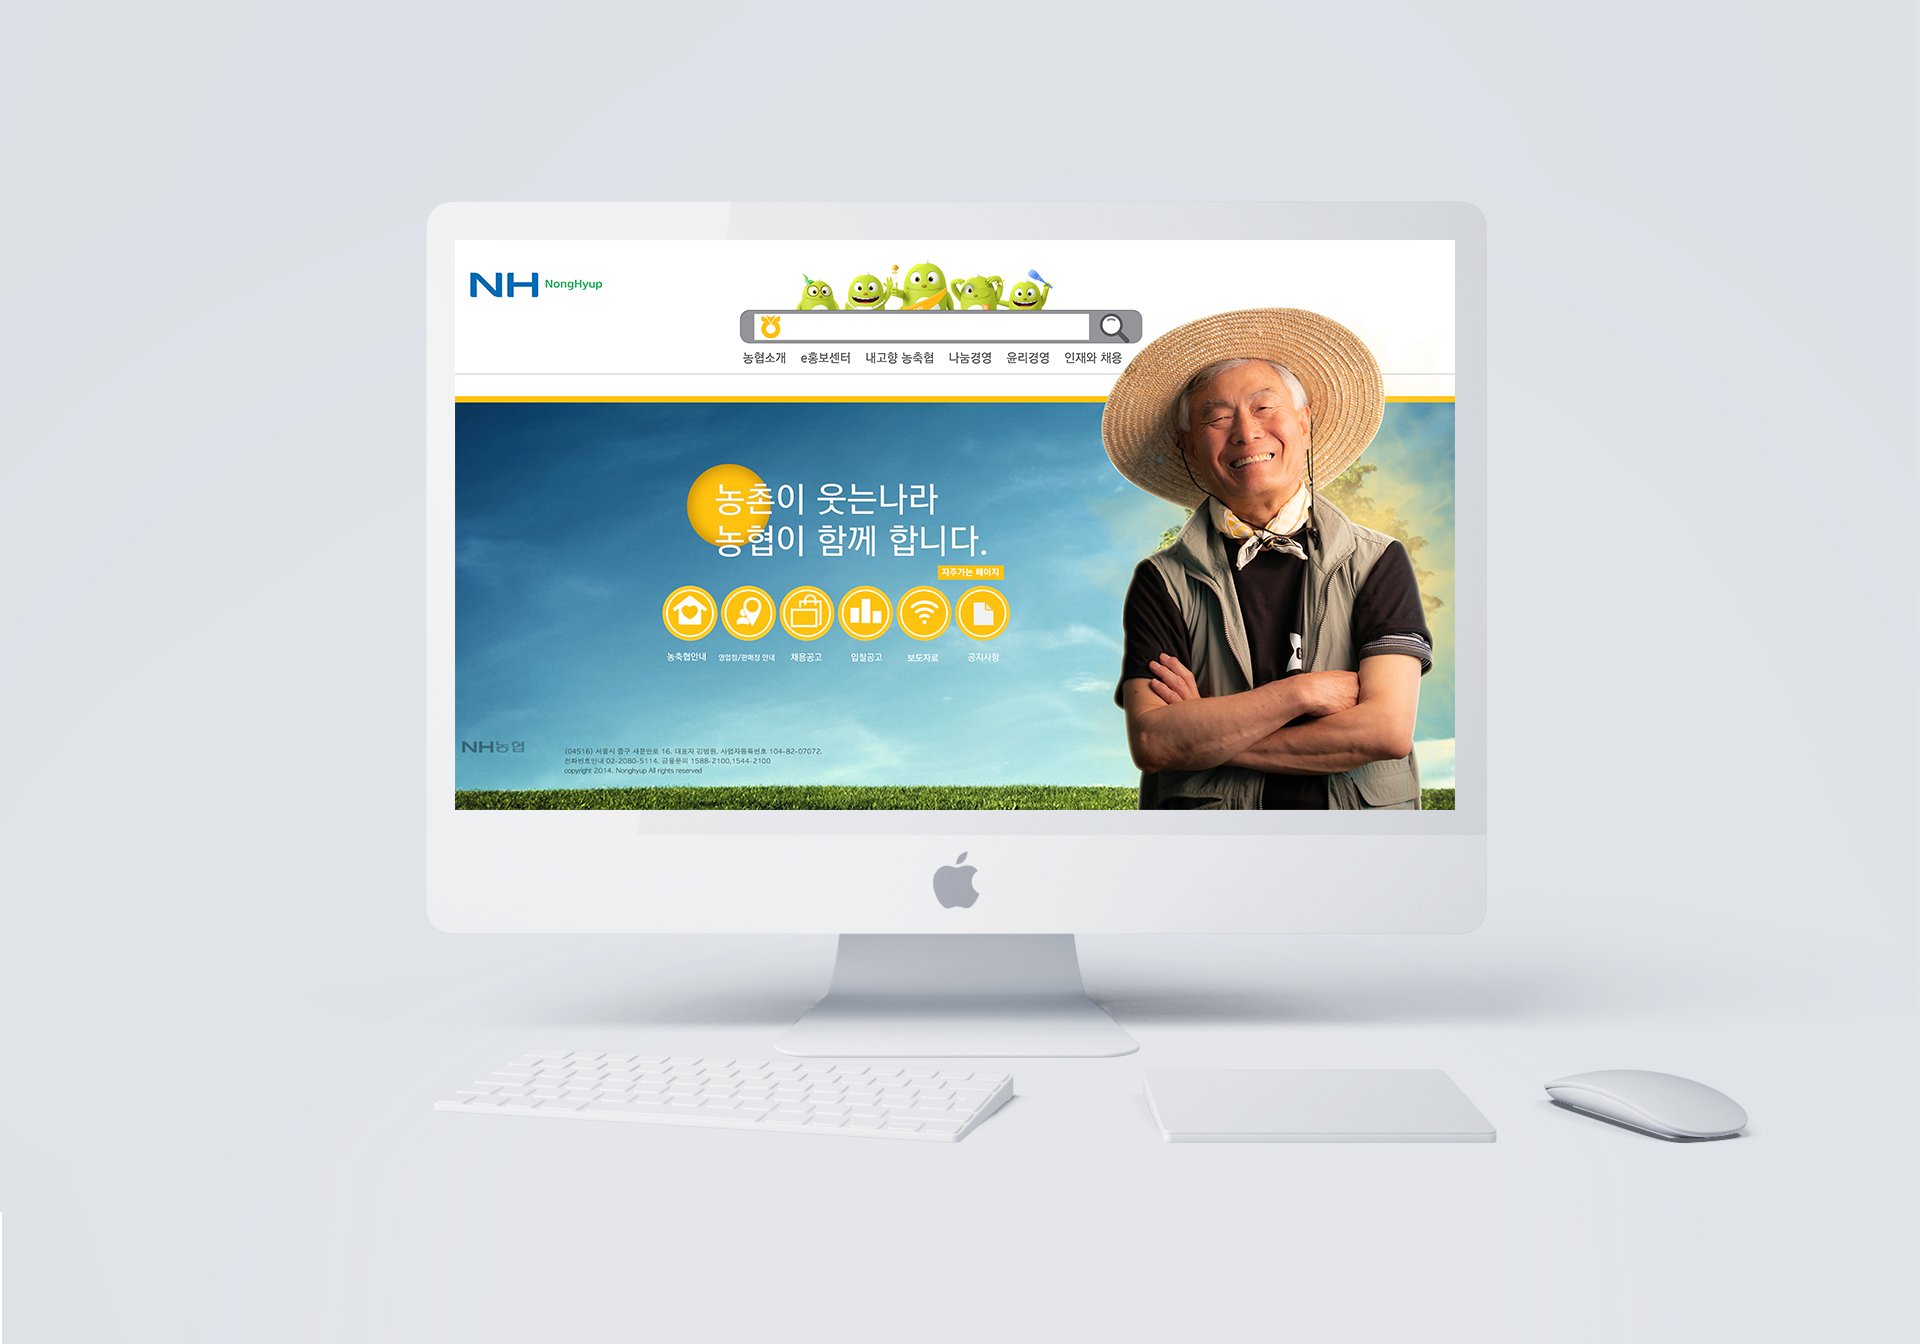 NH NongHyup
농협소개 e홍보센터 내고향 농축협 나눔경영 윤리경영 인재와 채용
농촌이 웃는나라
농협이 함께 합니다.
자주가는 페이지
농축협안내 영업점/판매장 안내 채용공고 입찰공고 보도자료 공지사항
NH농협
(04516) 서울시 중구 새문안로 16. 대표자 김병원. 사업자등록번호 104-82-07072.
전화번호안내 02-2080-5114. 금융문의 1588-2100,1544-2100
copyright 2014. Nonghyup All rights reserved